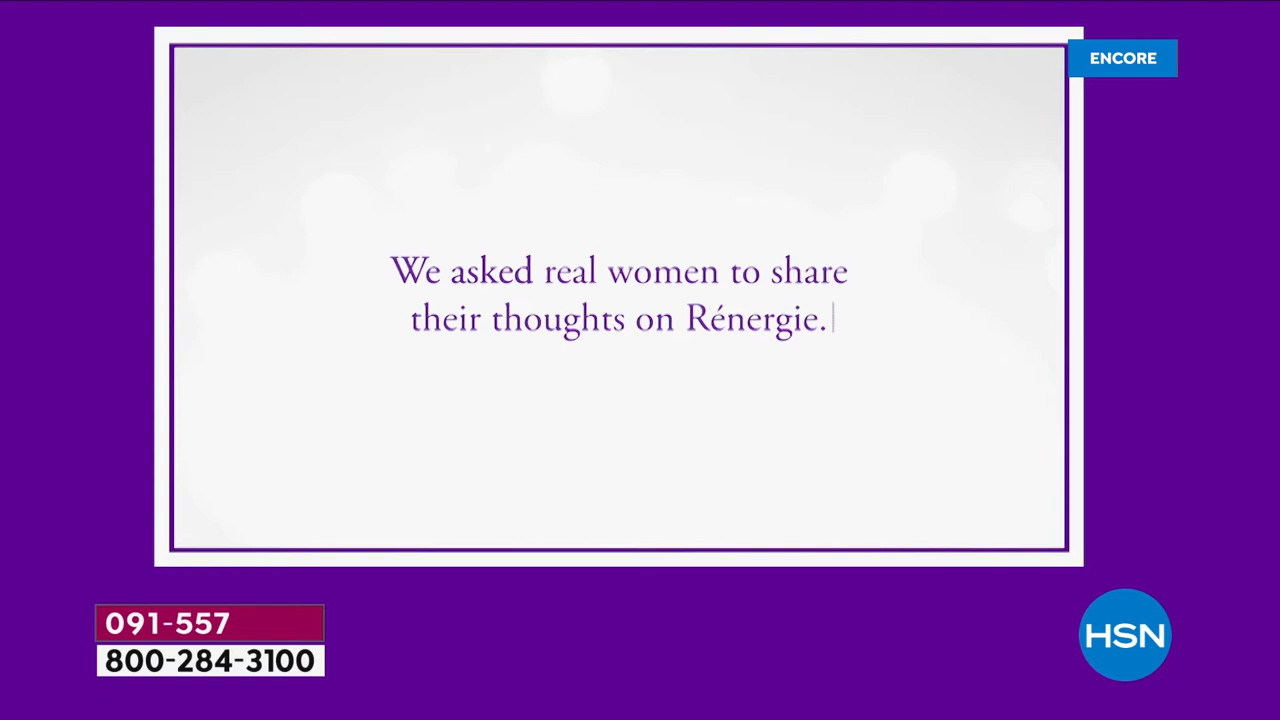 ENCORE
We asked real women to share
their thoughts on Rénergie.
091-557
800-284-3100
HSN